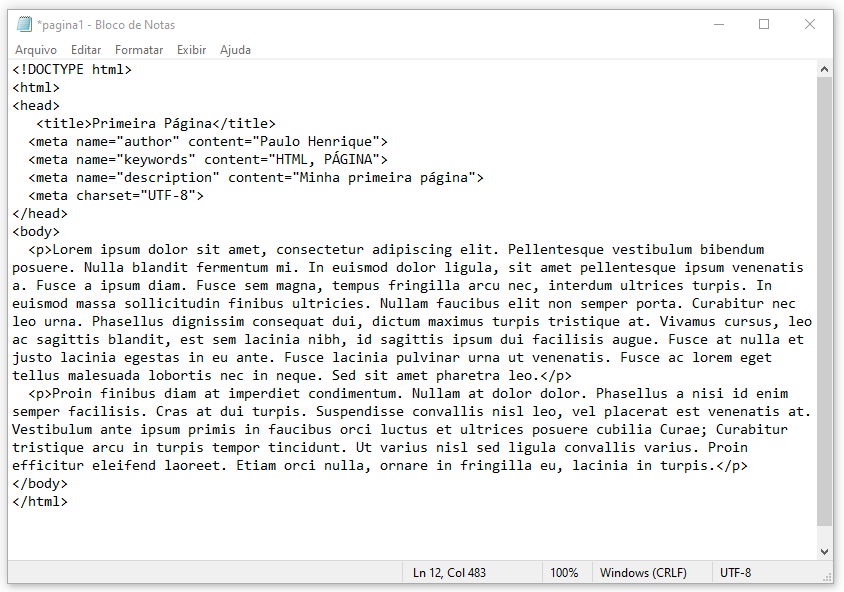 *pagina1 - Bloco de Notas
Arquivo Editar Formatar Exibir Ajuda
<!DOCTYPE html>
<html>
<head>
   <title>Primeira Página</title>
  <meta name="author" content="Paulo Henrique">
  <meta name="keywords" content="HTML, PÁGINA">
  <meta name="description" content="Minha primeira página">
  <meta charset="UTF-8">
</head>
<body>
  <p>Lorem ipsum dolor sit amet, consectetur adipiscing elit. Pellentesque vestibulum bibendum
posuere. Nulla blandit fermentum mi. In euismod dolor ligula, sit amet pellentesque ipsum venenatis
a. Fusce a ipsum diam. Fusce sem magna, tempus fringilla arcu nec, interdum ultrices turpis. In
euismod massa sollicitudin finibus ultricies. Nullam faucibus elit non semper porta. Curabitur nec
leo urna. Phasellus dignissim consequat dui, dictum maximus turpis tristique at. Vivamus cursus, leo
ac sagittis blandit, est sem lacinia nibh, id sagittis ipsum dui facilisis augue. Fusce at nulla et
justo lacinia egestas in eu ante. Fusce lacinia pulvinar urna ut venenatis. Fusce ac lorem eget
tellus malesuada lobortis nec in neque. Sed sit amet pharetra leo.</p>
  <p>Proin finibus diam at imperdiet condimentum. Nullam at dolor dolor. Phasellus a nisi id enim
semper facilisis. Cras at dui turpis. Suspendisse convallis nisl leo, vel placerat est venenatis at.
Vestibulum ante ipsum primis in faucibus orci luctus et ultrices posuere cubilia Curae; Curabitur
tristique arcu in turpis tempor tincidunt. Ut varius nisl sed ligula convallis varius. Proin
efficitur eleifend laoreet. Etiam orci nulla, ornare in fringilla eu, lacinia in turpis.</p>
</body>
</html>
Ln 12, Col 483 100% Windows (CRLF) UTF-8